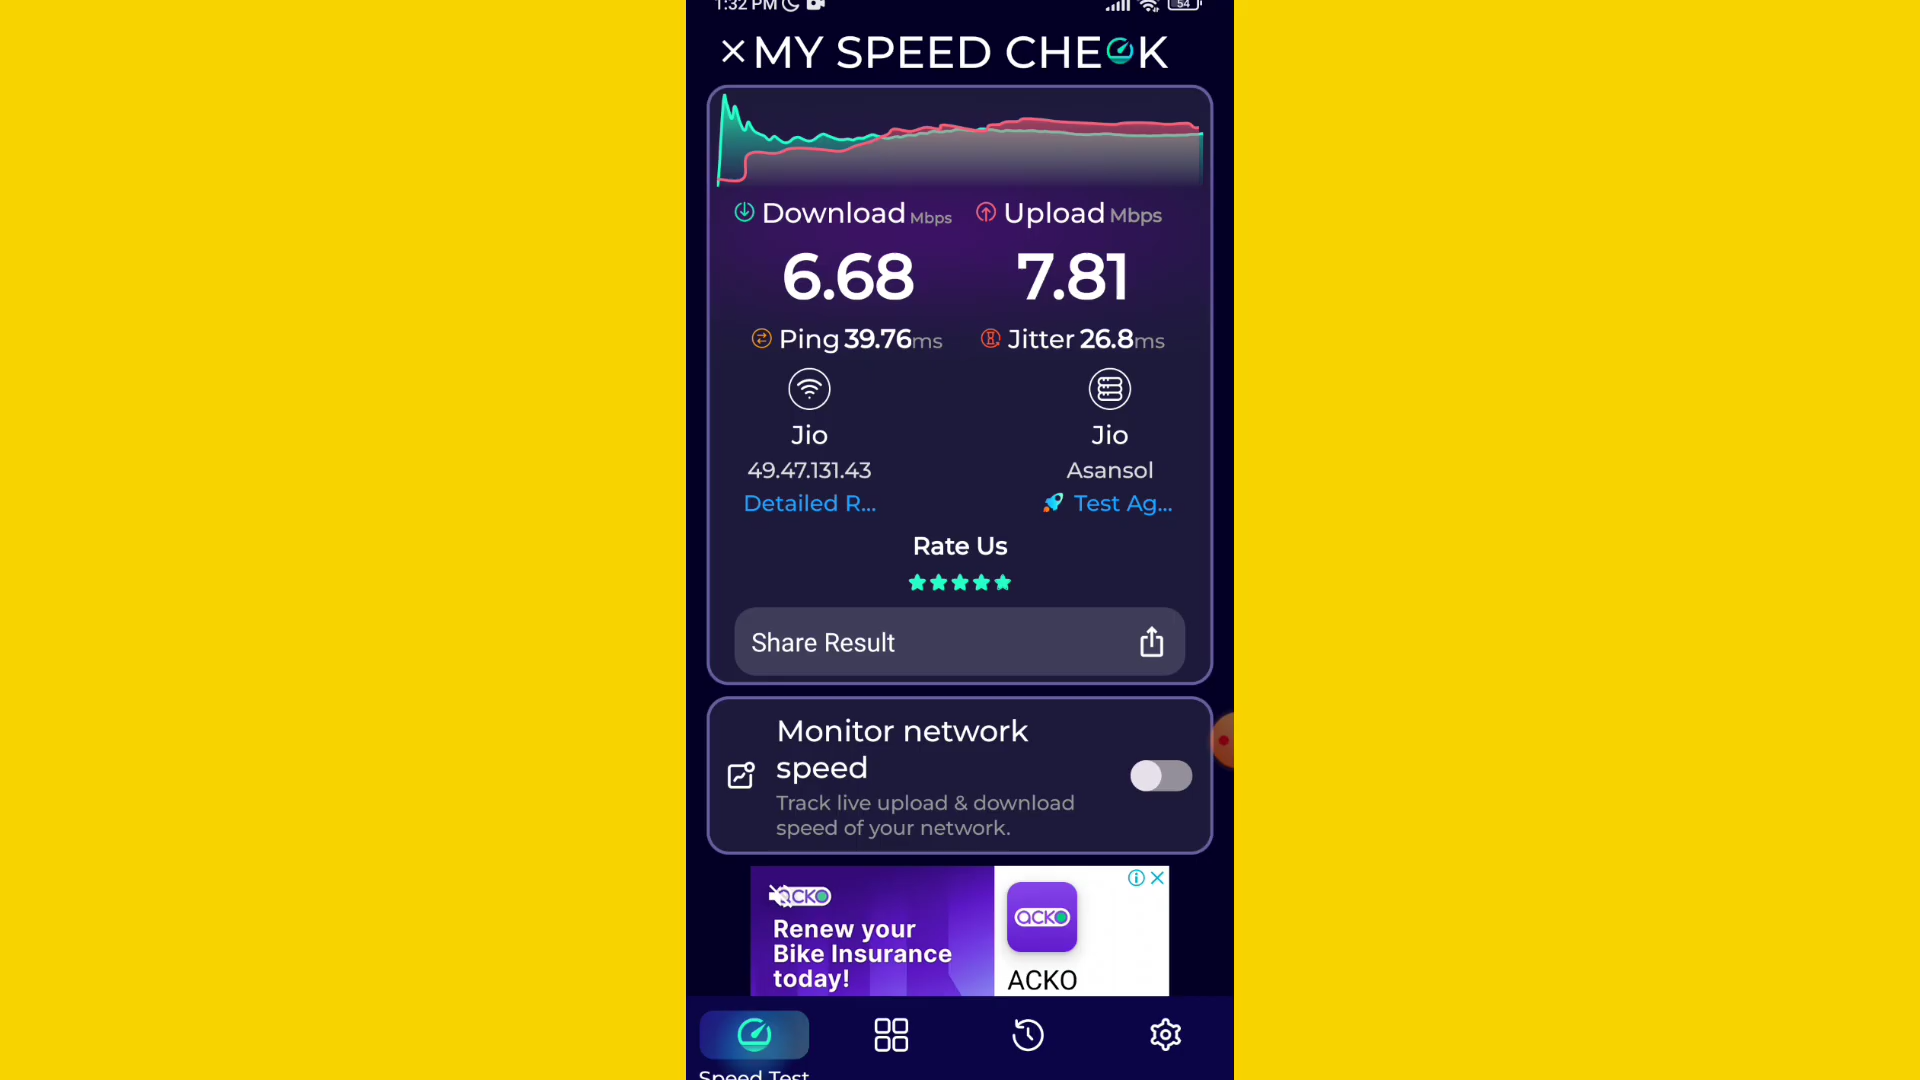 1:32 PM 54
MY SPEED CHECK
Download Mbps Upload Mbps
6.68 7.81
Ping 39.76ms Jitter 26.8ms
Jio Jio
49.47.131.43 Asansol
Detailed R... Test Ag...
Rate Us
Share Result
Monitor network
speed
Track live upload & download
speed of your network.
acko
Renew your
Bike Insurance
today!
acko
ACKO
Speed Test